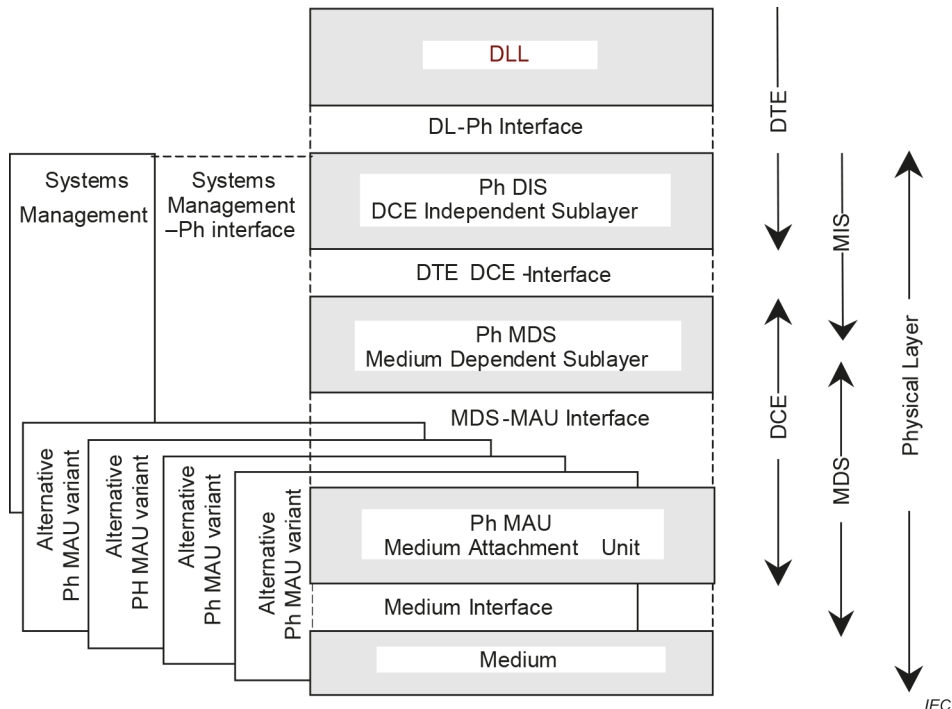 DLL
DL-Ph Interface
Systems
Management
Systems
Management
–Ph interface
Ph DIS
DCE Independent Sublayer
DTE DCE -Interface
Ph MDS
Medium Dependent Sublayer
MDS-MAU Interface
Alternative
Ph MAU variant
Alternative
PH MAU variant
Alternative
Ph MAU variant
Alternative
Ph MAU variant
Ph MAU
Medium Attachment Unit
Medium Interface
Medium
DTE
DCE
MIS
MDS
Physical Layer
IEC